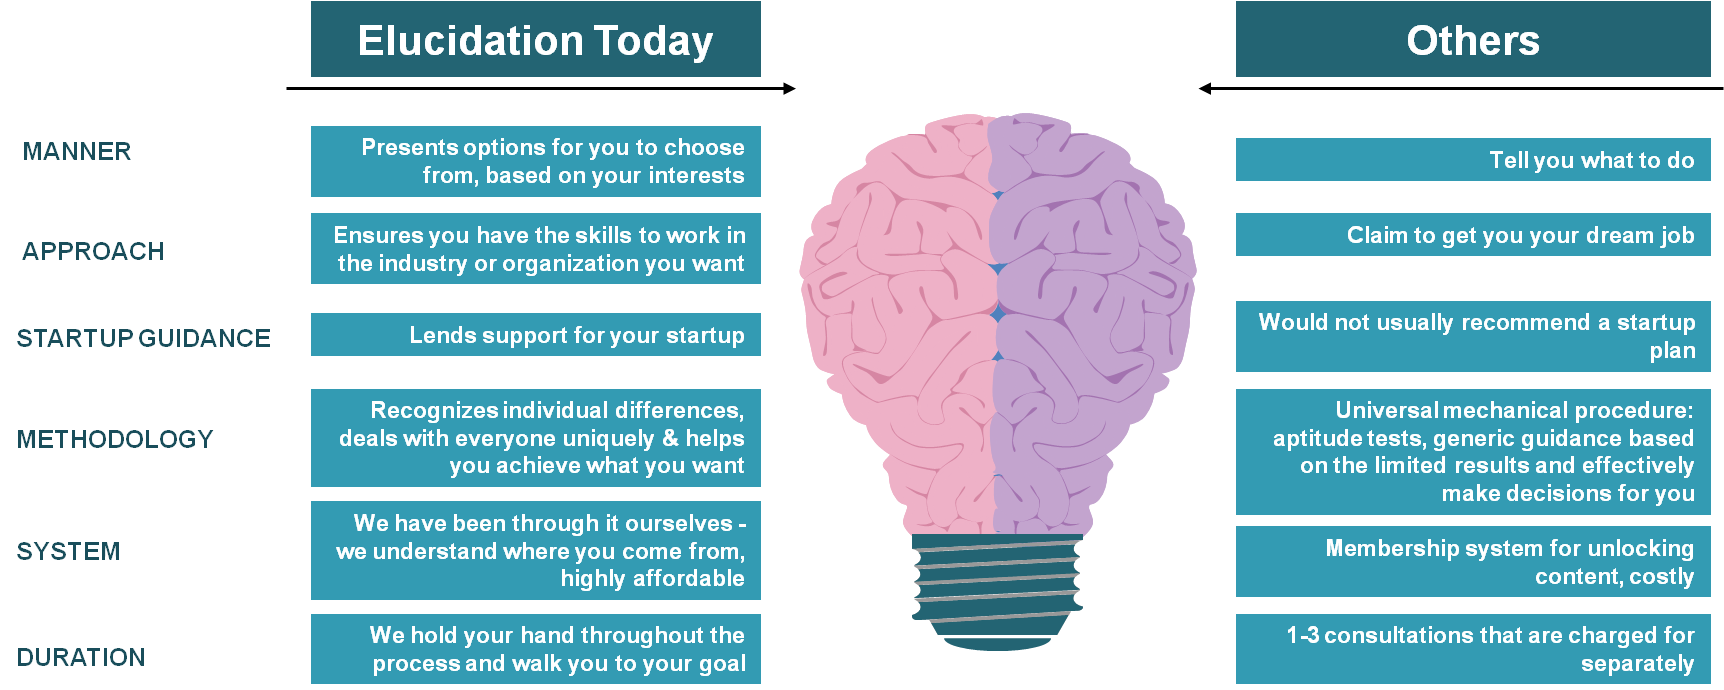 Elucidation Today
Others
MANNER
Presents options for you to choose
from, based on your interests
Tell you what to do
APPROACH
Ensures you have the skills to work in
the industry or organization you want
Claim to get you your dream job
STARTUP GUIDANCE
Lends support for your startup
Would not usually recommend a startup
plan
METHODOLOGY
Recognizes individual differences,
deals with everyone uniquely & helps
you achieve what you want
Universal mechanical procedure:
aptitude tests, generic guidance based
on the limited results and effectively
make decisions for you
SYSTEM
We have been through it ourselves -
we understand where you come from,
highly affordable
Membership system for unlocking
content, costly
DURATION
We hold your hand throughout the
process and walk you to your goal
1-3 consultations that are charged for
separately